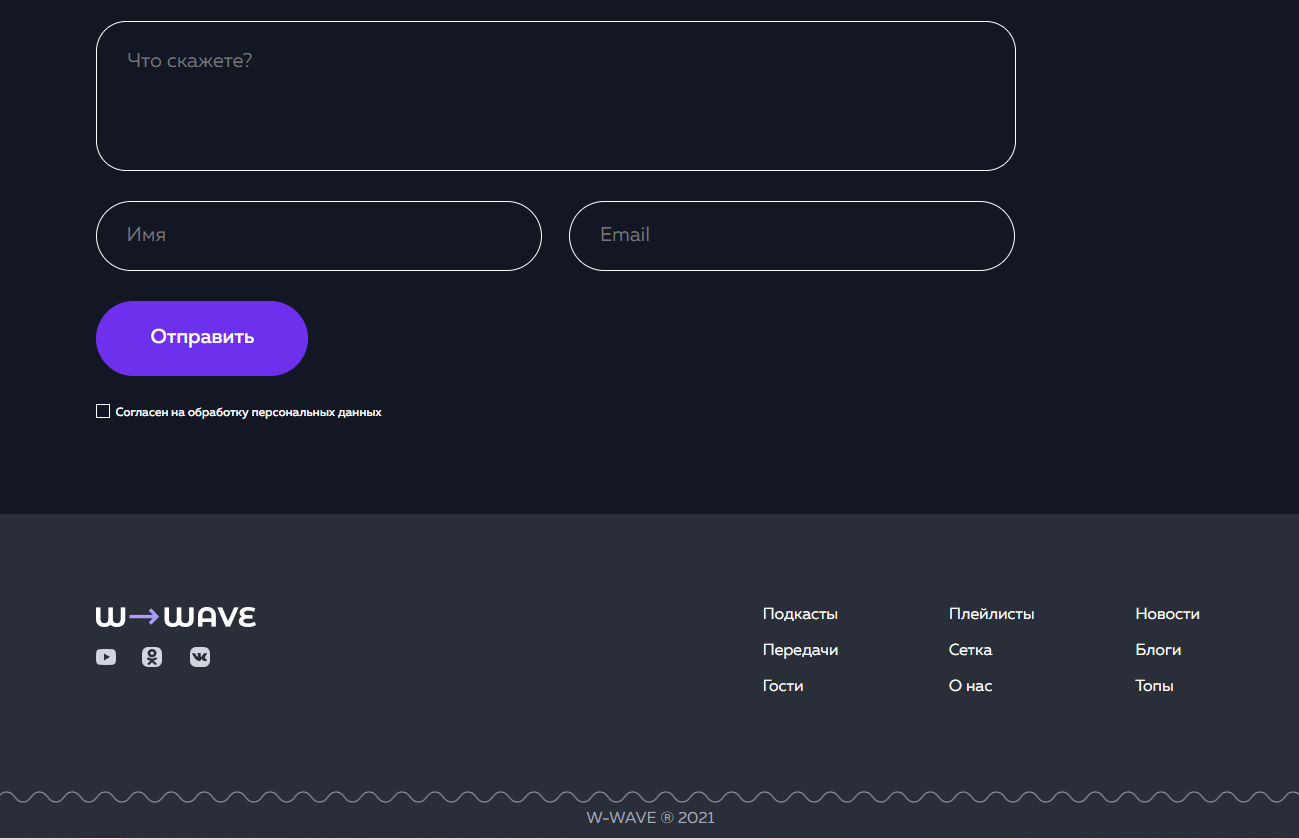 Что скажете?
Имя
Email
Отправить
Согласен на обработку персональных данных
W→WAVE
Подкасты
Плейлисты
Новости
Передачи
Сетка
Блоги
Гости
О нас
Топы
W-WAVE ® 2021